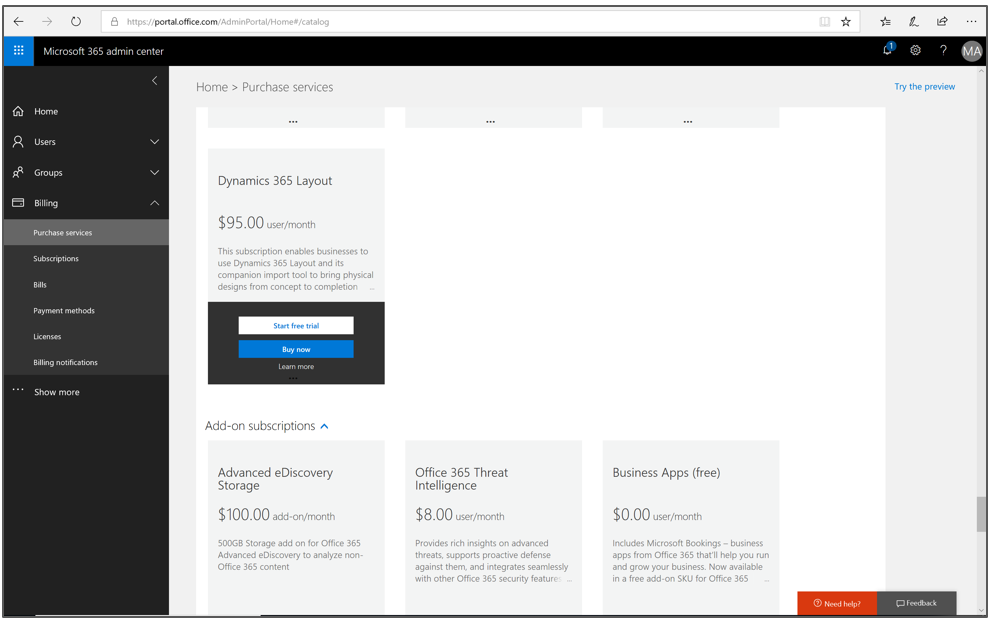 https://portal.office.com/AdminPortal/Home#/catalog
Microsoft 365 admin center
1
?
MA
Home > Purchase services
Try the preview
Home
Users
Groups
Billing
Purchase services
Subscriptions
Bills
Payment methods
Licenses
Billing notifications
... Show more
...
...
...
Dynamics 365 Layout
$95.00 user/month
This subscription enables businesses to
use Dynamics 365 Layout and its
companion import tool to bring physical
designs from concept to completion ...
Start free trial
Buy now
Learn more
...
Add-on subscriptions
Advanced eDiscovery
Storage
$100.00 add-on/month
500GB Storage add on for Office 365
Advanced eDiscovery to analyze non-
Office 365 content
Office 365 Threat
Intelligence
$8.00 user/month
Provides rich insights on advanced
threats, supports proactive defense
against them, and integrates seamlessly
with other Office 365 security features ...
Business Apps (free)
$0.00 user/month
Includes Microsoft Bookings – business
apps from Office 365 that'll help you run
and grow your business. Now available
in a free add-on SKU for Office 365 ...
Need help?
Feedback